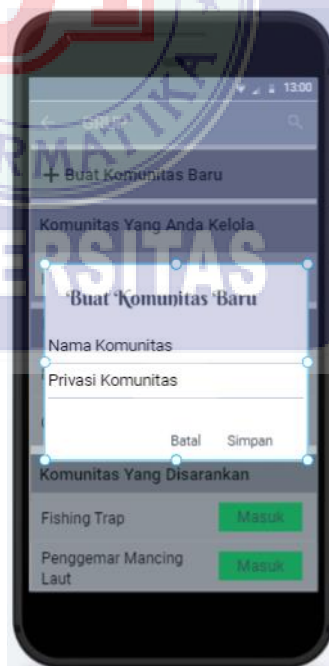 13:00
+ Buat Komunitas Baru
Komunitas Yang Anda Kelola
Buat Komunitas Baru
Nama Komunitas
Privasi Komunitas
Batal Simpan
Komunitas Yang Disarankan
Fishing Trap Masuk
Penggemar Mancing Laut Masuk